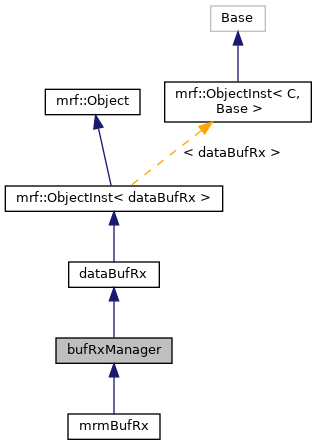 Base
mrf::ObjectInst< C,
Base >
mrf::Object
< dataBufRx >
mrf::ObjectInst< dataBufRx >
dataBufRx
bufRxManager
mrmBufRx